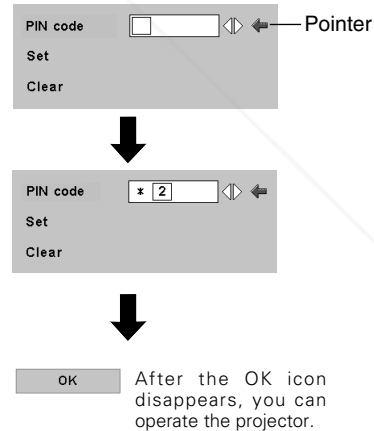 PIN code
Pointer
Set
Clear
PIN code * 2
Set
Clear
OK
After the OK icon
disappears, you can
operate the projector.